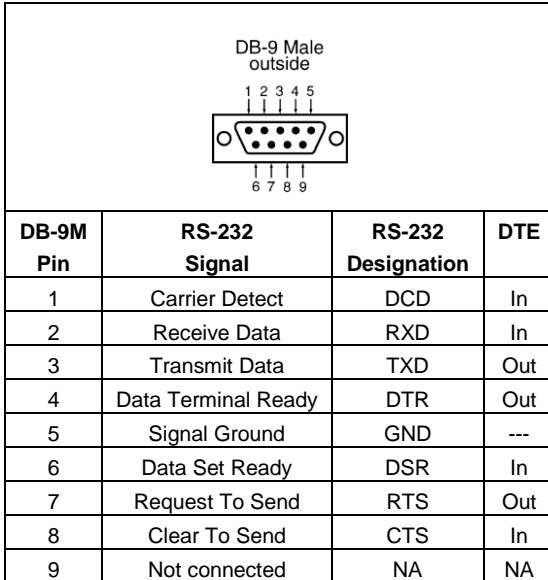 DB-9 Male
outside
1 2 3 4 5
6 7 8 9
DB-9M RS-232 RS-232 DTE
Pin Signal Designation
1 Carrier Detect DCD In
2 Receive Data RXD In
3 Transmit Data TXD Out
4 Data Terminal Ready DTR Out
5 Signal Ground GND ---
6 Data Set Ready DSR In
7 Request To Send RTS Out
8 Clear To Send CTS In
9 Not connected NA NA